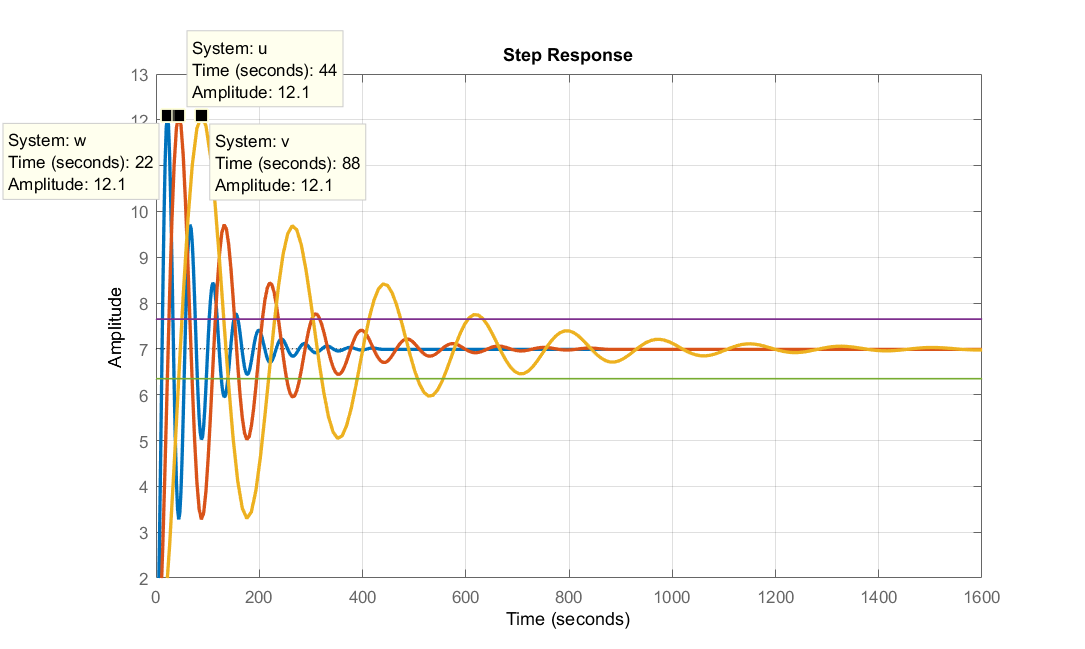 System: u
Time (seconds): 44
Amplitude: 12.1
Step Response
System: w
Time (seconds): 22
Amplitude: 12.1
System: v
Time (seconds): 88
Amplitude: 12.1
Amplitude
13
12
10
9
8
7
6
5
4
3
2
0
200
400
600
800
1000
1200
1400
1600
Time (seconds)